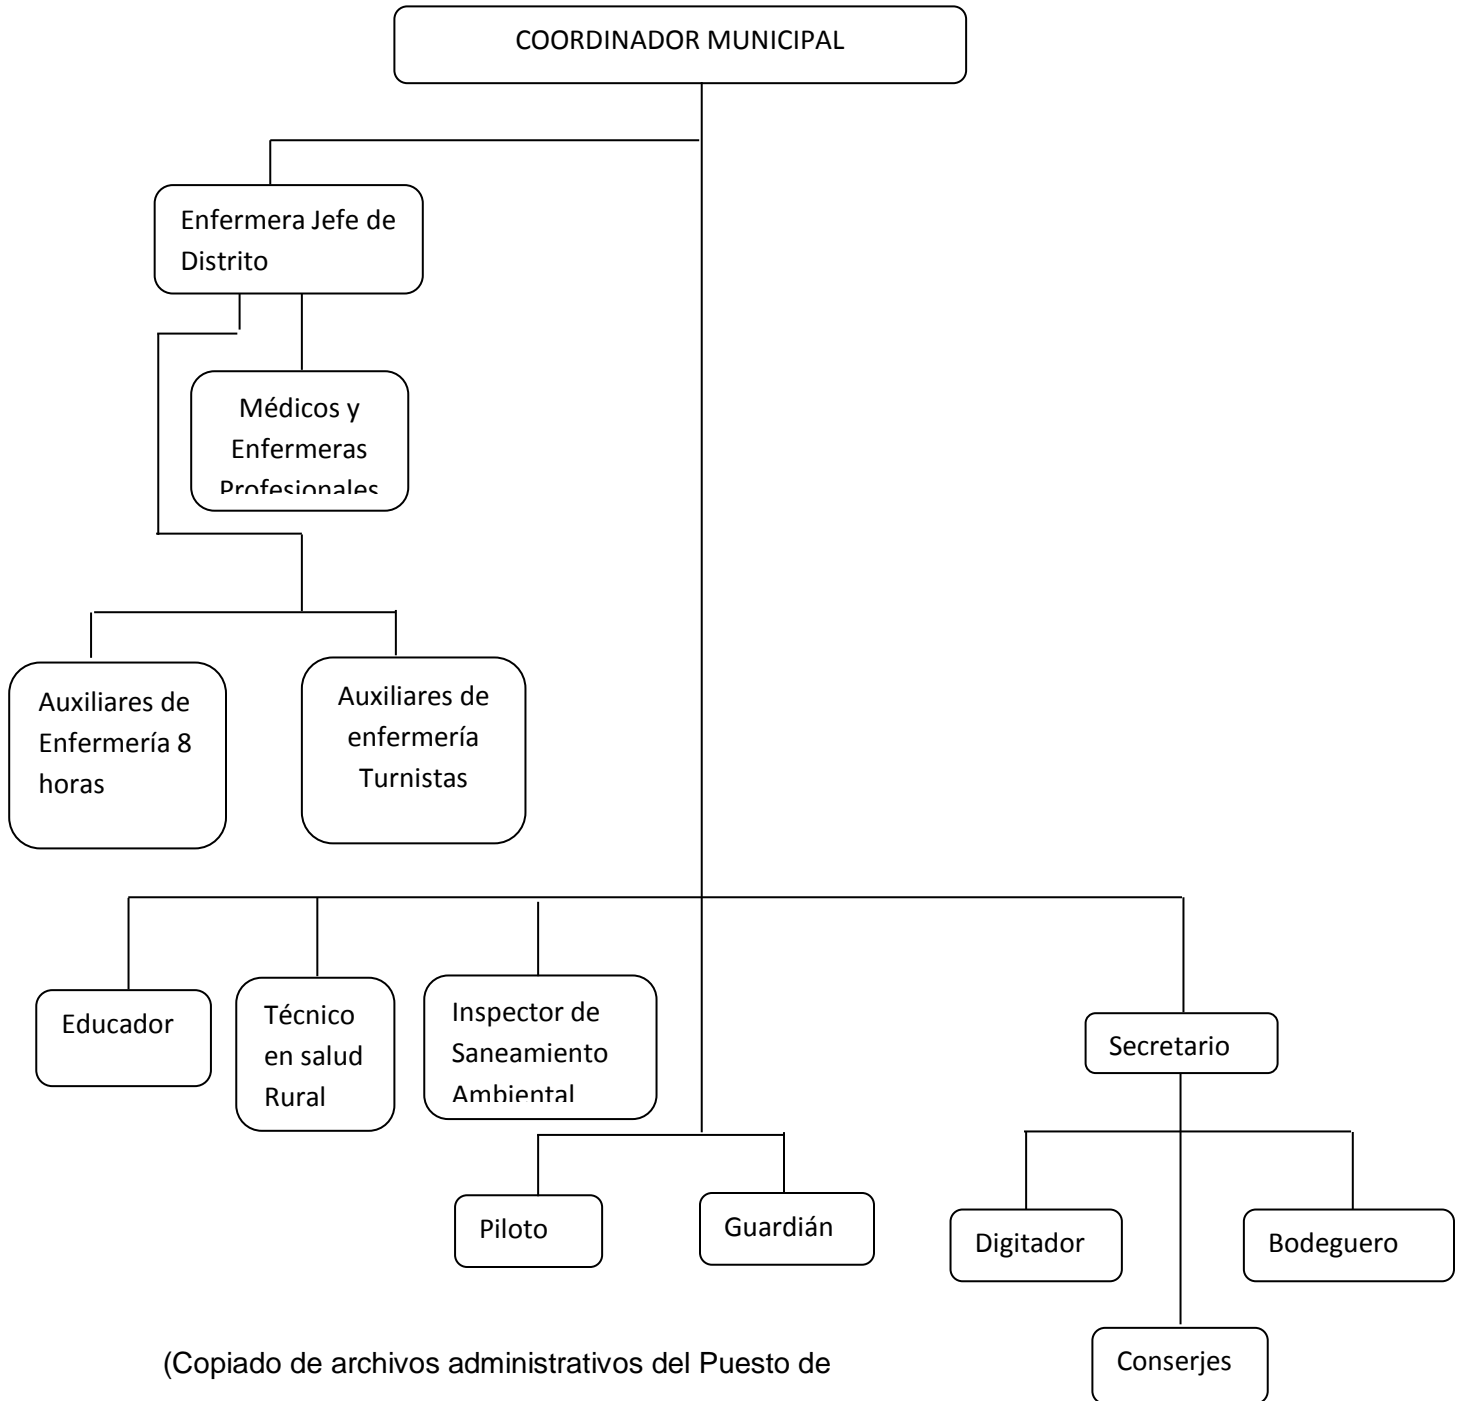 COORDINADOR MUNICIPAL
Enfermera Jefe de
Distrito
Médicos y
Enfermeras
Profesionales
Auxiliares de
Enfermería 8
horas
Auxiliares de
enfermería
Turnistas
Educador
Técnico
en salud
Rural
Inspector de
Saneamiento
Ambiental
Secretario
Piloto
Guardián
Digitador
Bodeguero
Conserjes
(Copiado de archivos administrativos del Puesto de